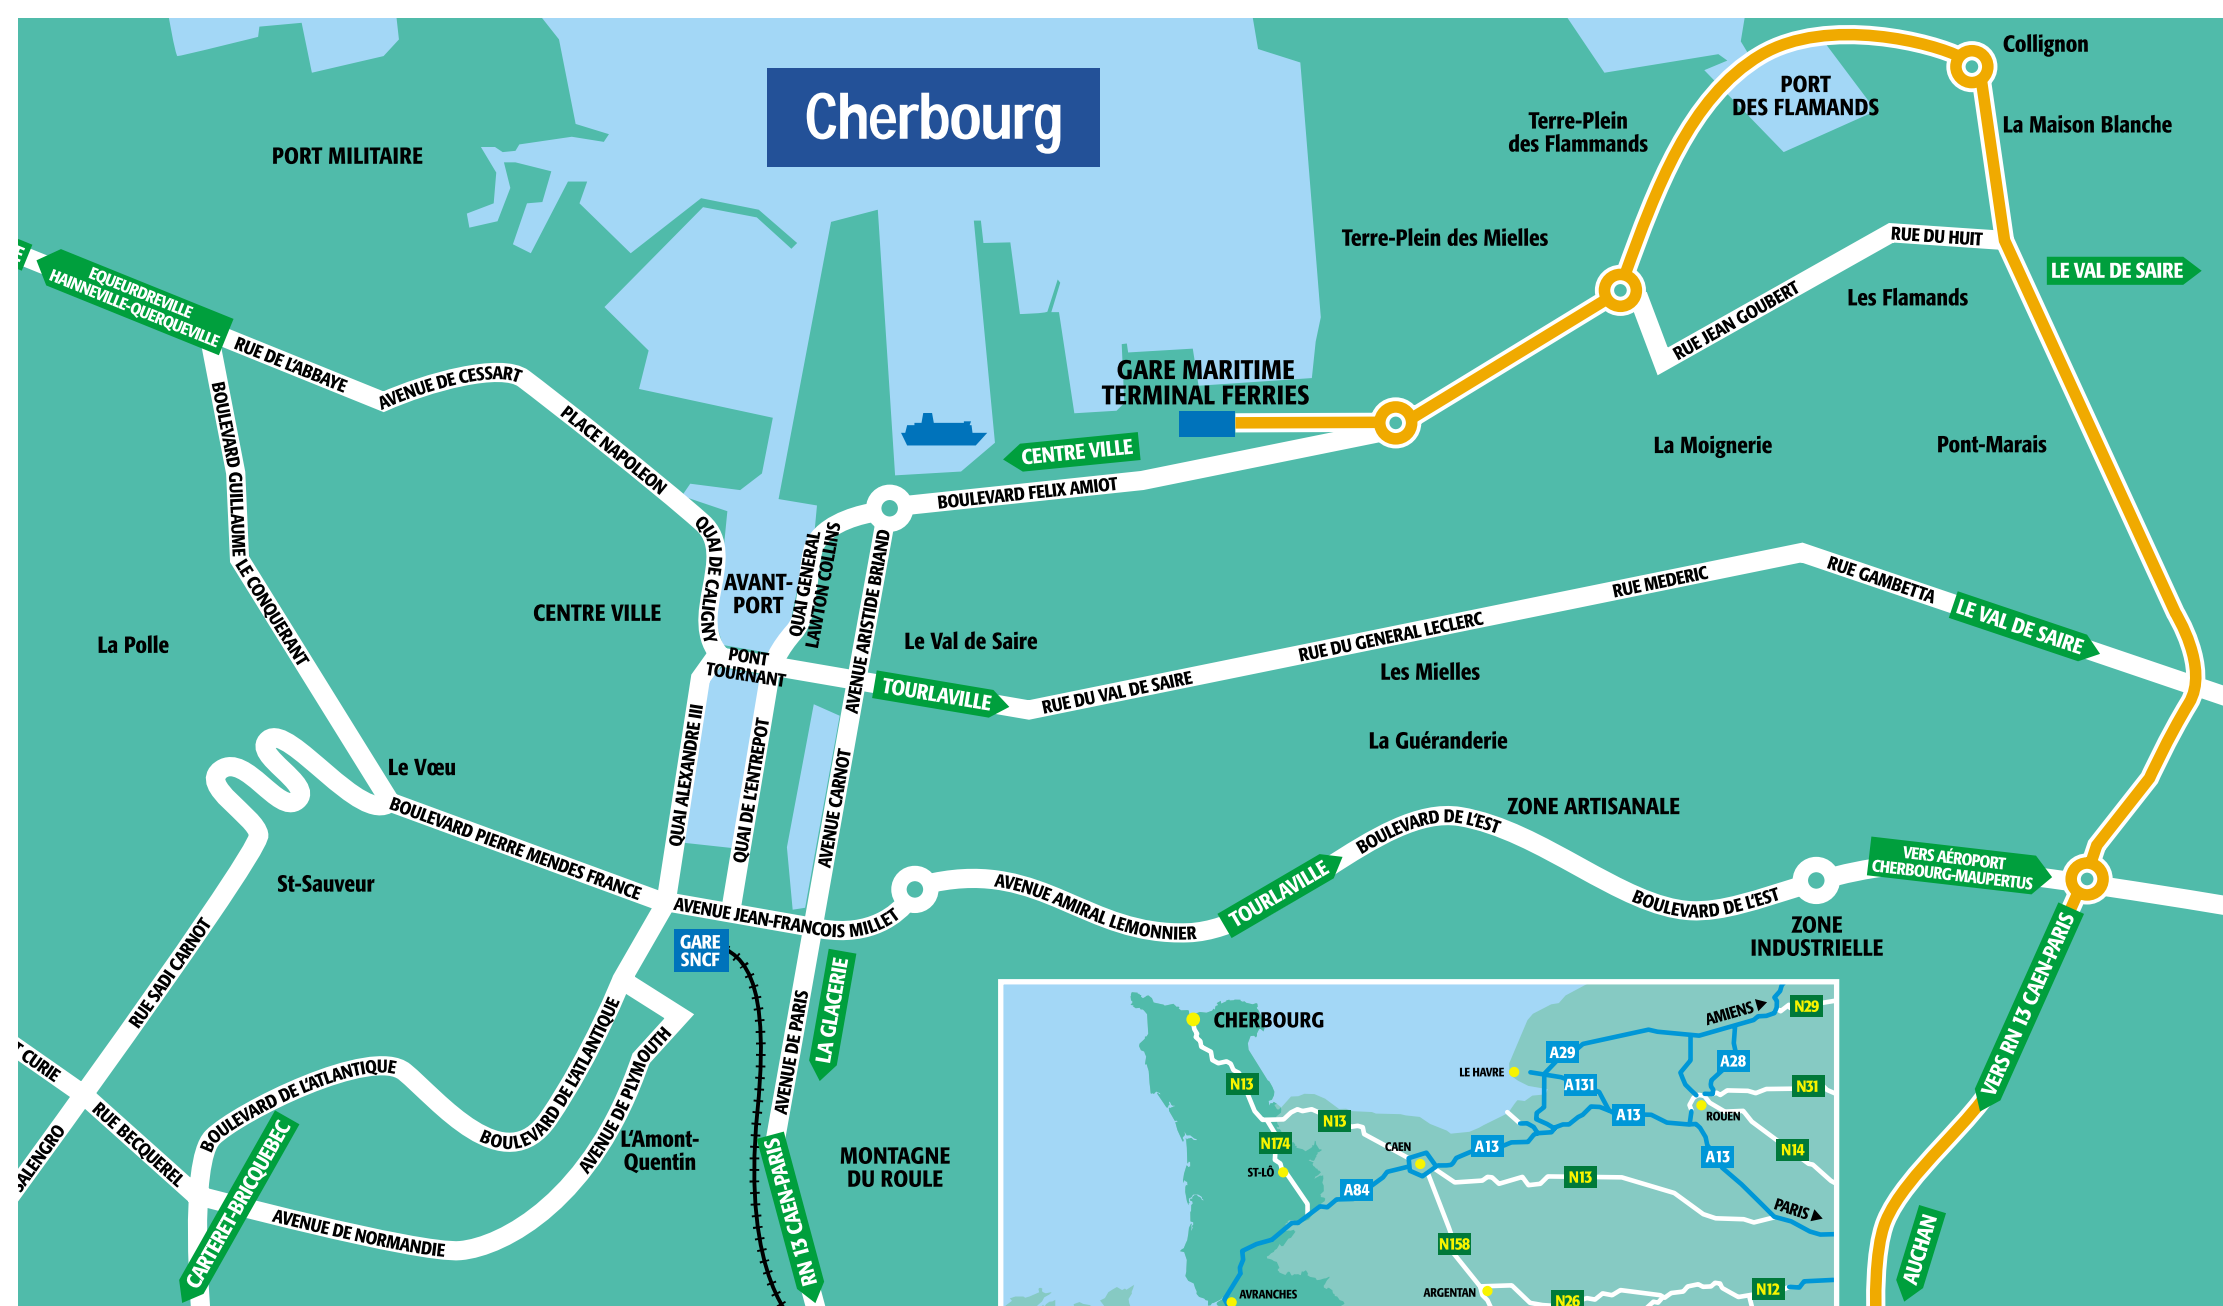 Cherbourg
Collignon
PORT
DES FLAMANDS
La Maison Blanche
Terre-Plein
des Flammands
PORT MILITAIRE
Terre-Plein des Mielles
RUE DU HUIT
LE VAL DE SAIRE
E
EQUEURDREVILLE
HAINNEVILLE-QUERQUEVILLE
Les Flamands
RUE JEAN GOUBERT
RUE DE L'ABBAYE
AVENUE DE CESSART
GARE MARITIME
TERMINAL FERRIES
PLACE NAPOLEON
BOULEVARD GUILLAUME LE CONQUERANT
CENTRE VILLE
La Moignerie
Pont-Marais
BOULEVARD FELIX AMIOT
QUAI DE CALIGNY
AVANT-
PORT
QUAI GENERAL
LAWTON COLLINS
AVENUE ARISTIDE BRIAND
RUE MEDERIC
RUE GAMBETTA
LE VAL DE SAIRE
CENTRE VILLE
La Polle
Le Val de Saire
RUE DU GENERAL LECLERC
PONT
TOURNANT
Les Mielles
TOURLAVILLE
RUE DU VAL DE SAIRE
La Guéranderie
QUAI ALEXANDRE III
QUAI DE L'ENTREPOT
AVENUE CARNOT
Le Vœu
BOULEVARD PIERRE MENDES FRANCE
ZONE ARTISANALE
BOULEVARD DE L'EST
St-Sauveur
AVENUE JEAN-FRANCOIS MILLET
AVENUE AMIRAL LEMONNIER
TOURLAVILLE
BOULEVARD DE L'EST
VERS AÉROPORT
CHERBOURG-MAUPERTUS
ZONE
INDUSTRIELLE
GARE
SNCF
RUE SADI CARNOT
LA GLACERIE
AVENUE DE PARIS
VERS RN 13 CAEN-PARIS
T CURIE
BOULEVARD DE L'ATLANTIQUE
BOULEVARD DE L'ATLANTIQUE
AVENUE DE PLYMOUTH
RUE BECQUEREL
SALENGRO
CARTERET-BRICQUEBEC
L'Amont-
Quentin
MONTAGNE
DU ROULE
RN 13 CAEN-PARIS
AVENUE DE NORMANDIE
AUCHAN
CHERBOURG
AMIENS
N29
A29
A28
LE HAVRE
N13
A131
N31
A13
ROUEN
N13
N174
CAEN
A13
N14
A13
ST-LÔ
N13
A84
PARIS
N158
AVRANCHES
ARGENTAN
N12
N26